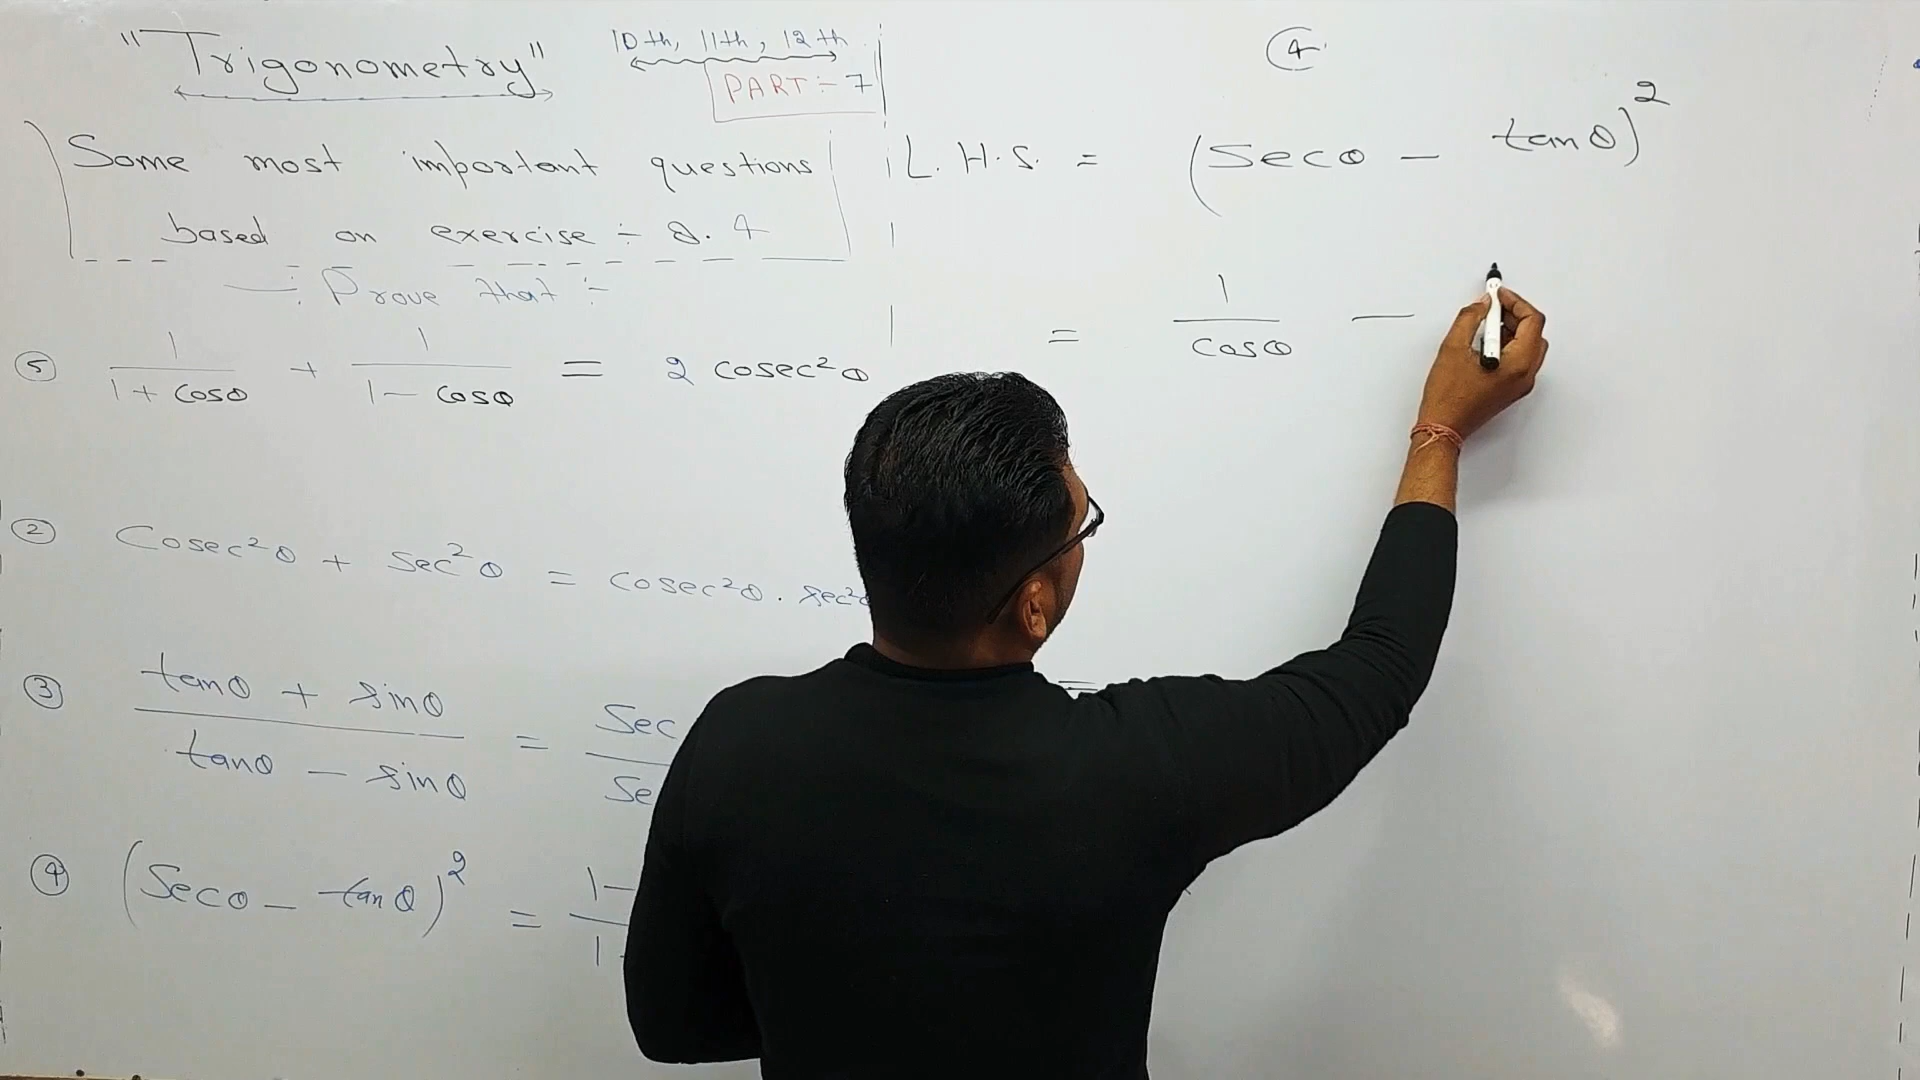 "Trigonometry"
10th, 11th, 12th
PART:- 7
Some most important questions
based on exercise ÷ 8.4
—: Prove that :-
⑤ 1/(1 + cosθ) + 1/(1 - cosθ) = 2 cosec²θ
② Cosec²θ + sec²θ = cosec²θ . sec²θ
③ (tanθ + sinθ)/(tanθ - sinθ) = Sec / Se
④ (Secθ - tanθ)² = 1- / 1
④
L.H.S. = (secθ - tanθ)²
= 1/cosθ -
=